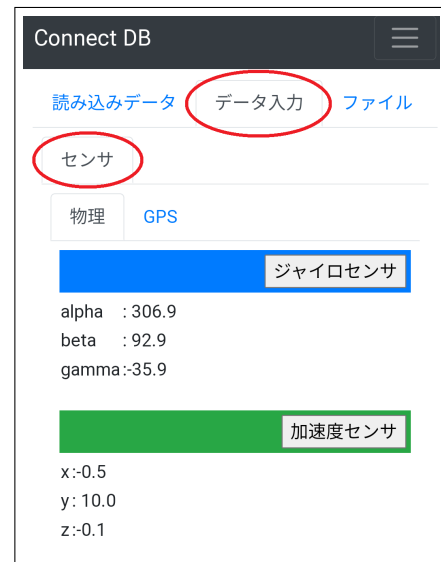 Connect DB
読み込みデータ データ入力 ファイル
センサ
物理 GPS
ジャイロセンサ
alpha : 306.9
beta : 92.9
gamma:-35.9
加速度センサ
x:-0.5
y: 10.0
z:-0.1